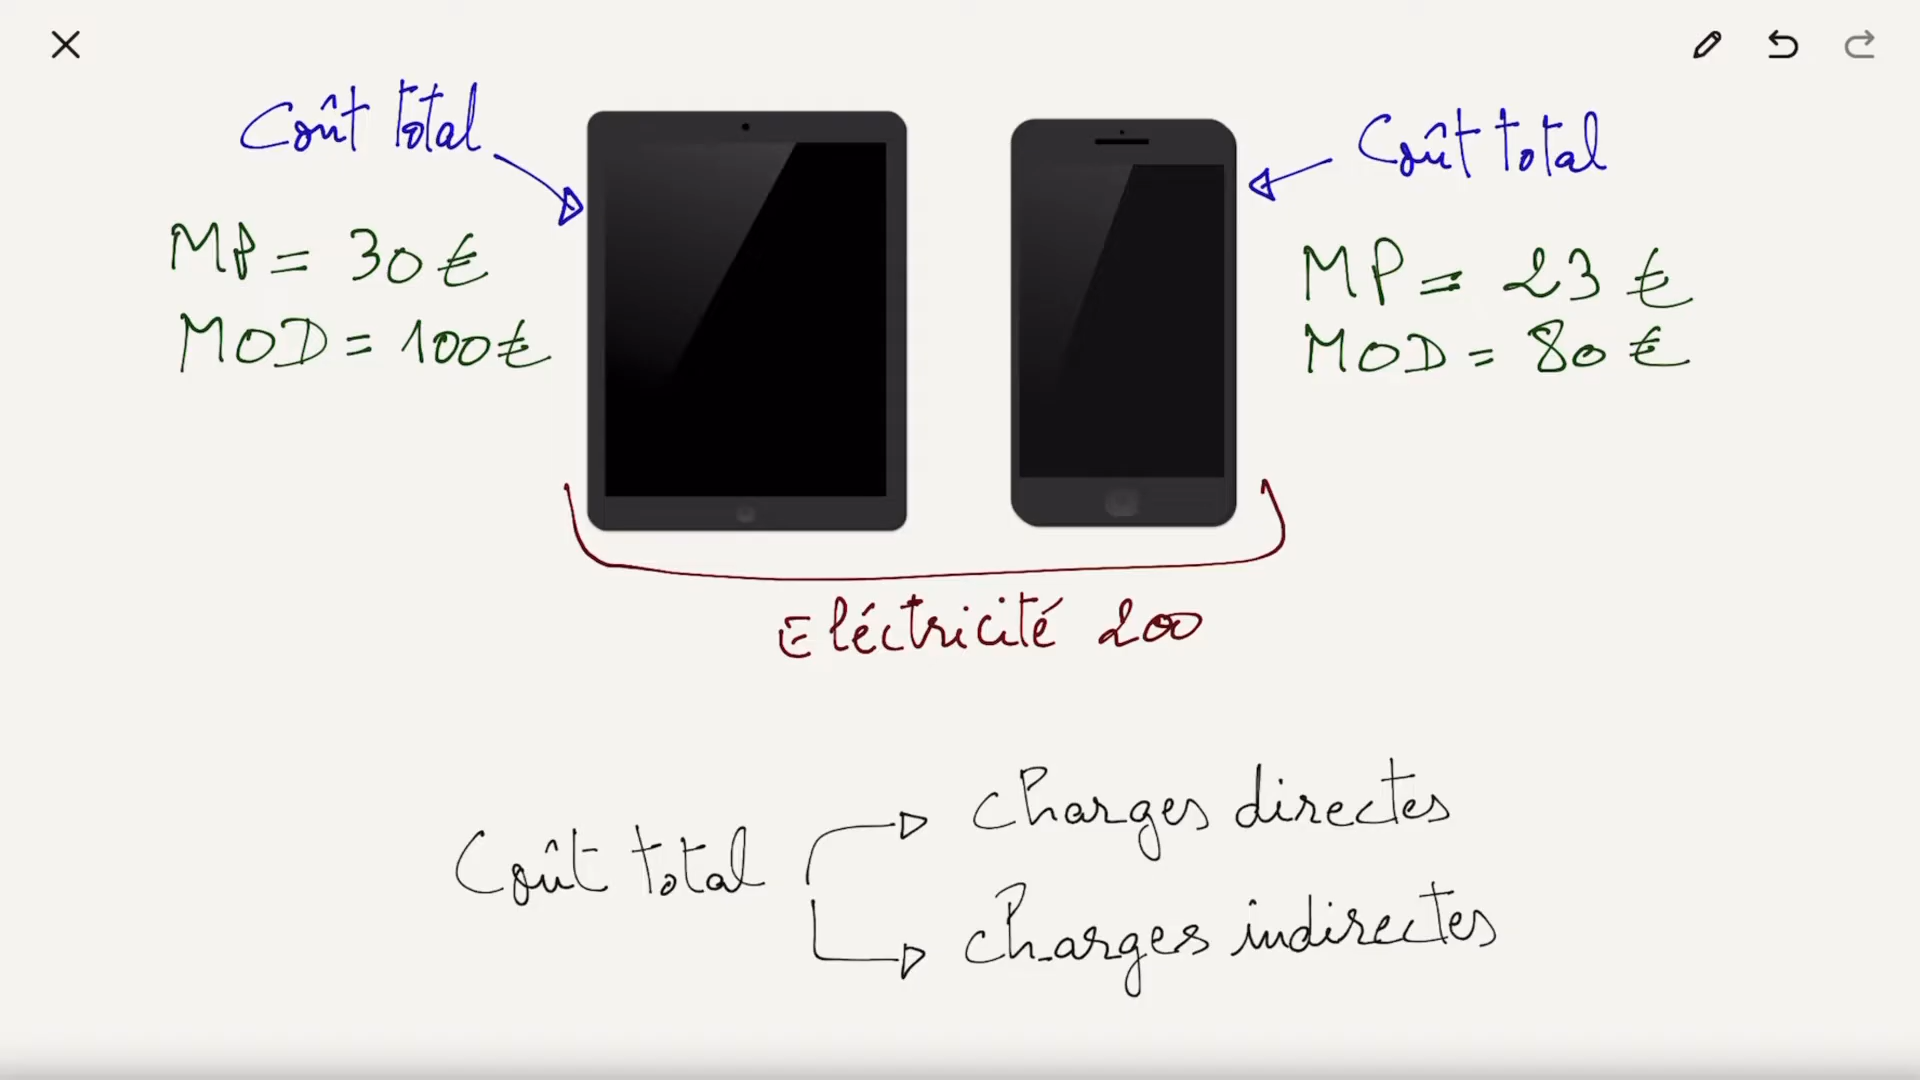 Coût total
Coût total
MP = 30 €
MOD = 100 €
MP = 23 €
MOD = 80 €
Eléctricité 200
Coût total
charges directes
charges indirectes